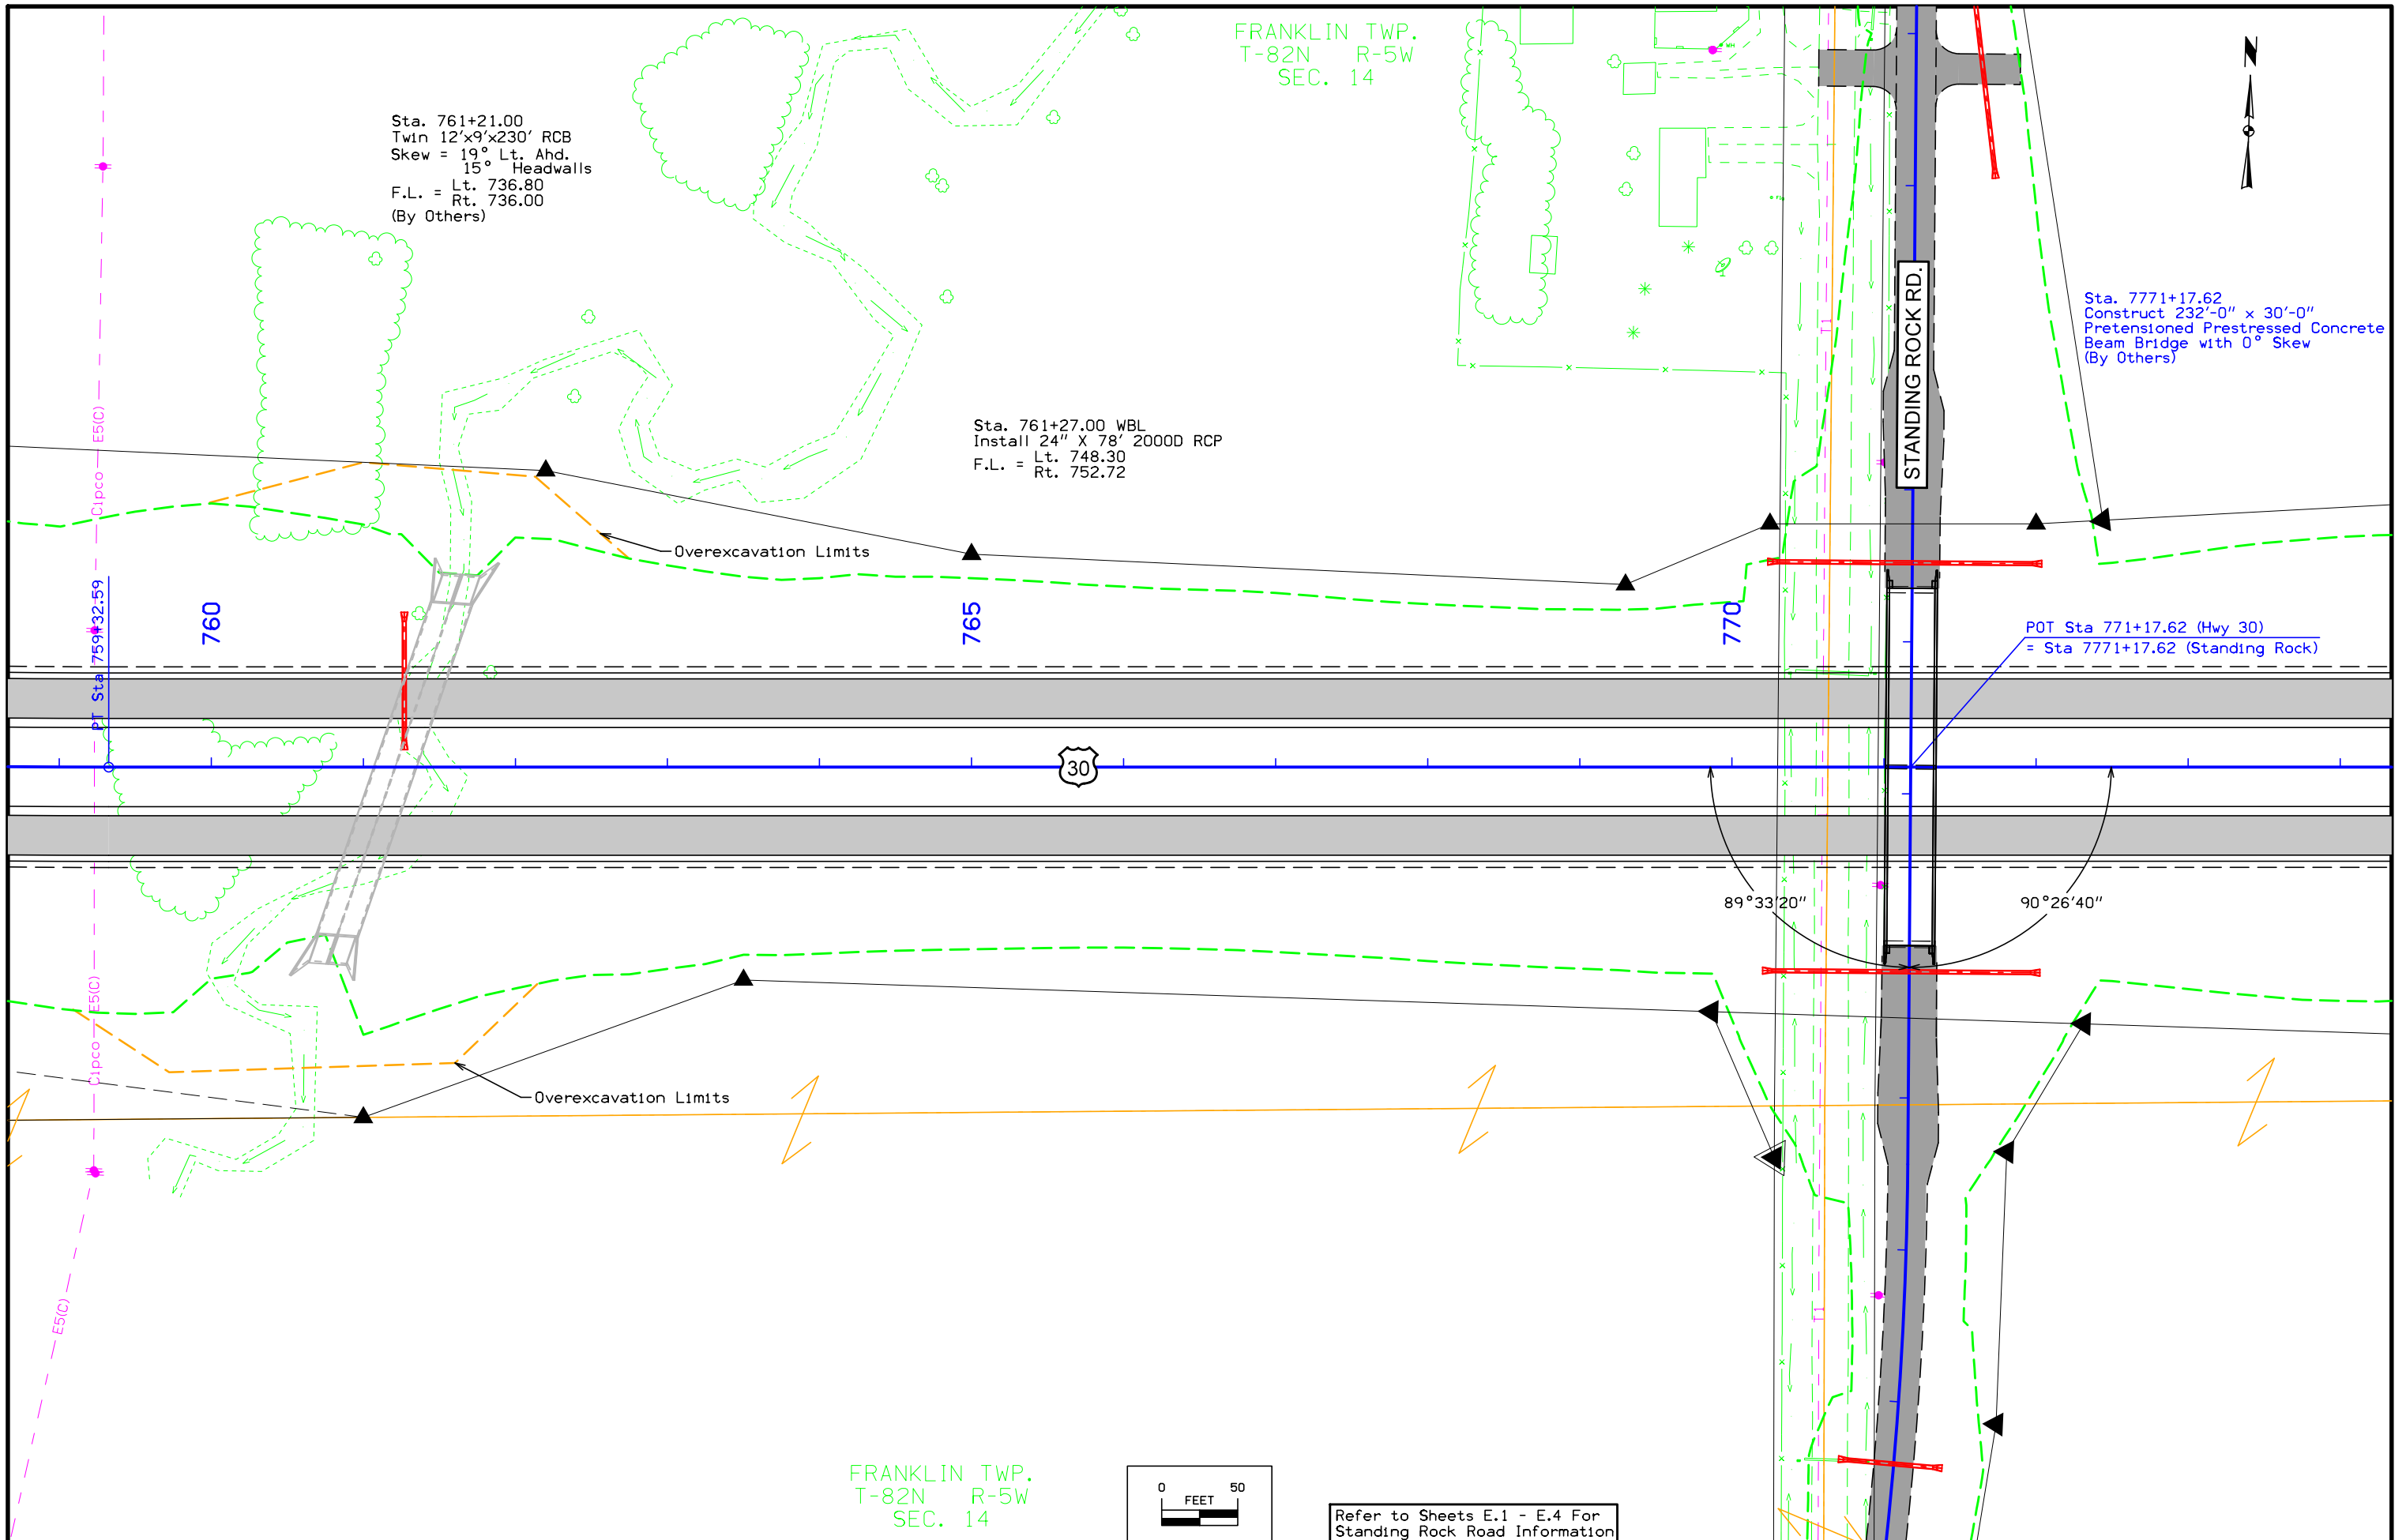 FRANKLIN TWP.
T-82N R-5W
SEC. 14
N
Sta. 761+21.00
Twin 12'x9'x230' RCB
Skew = 19° Lt. Ahd.
15° Headwalls
F.L. = Lt. 736.80
Rt. 736.00
(By Others)
STANDING ROCK RD.
Sta. 7771+17.62
Construct 232'-0" x 30'-0"
Pretensioned Prestressed Concrete
Beam Bridge with 0° Skew
(By Others)
T1
Cipco E5(C)
Sta. 761+27.00 WBL
Install 24" X 78' 2000D RCP
F.L. = Lt. 748.30
Rt. 752.72
Overexcavation Limits
PT Sta 759+32.59
760
765
770
POT Sta 771+17.62 (Hwy 30)
= Sta 7771+17.62 (Standing Rock)
30
89°33'20"
90°26'40"
Cipco E5(C)
Overexcavation Limits
E5(C)
T1
FRANKLIN TWP.
T-82N R-5W
SEC. 14
0 50
FEET
Refer to Sheets E.1 - E.4 For
Standing Rock Road Information